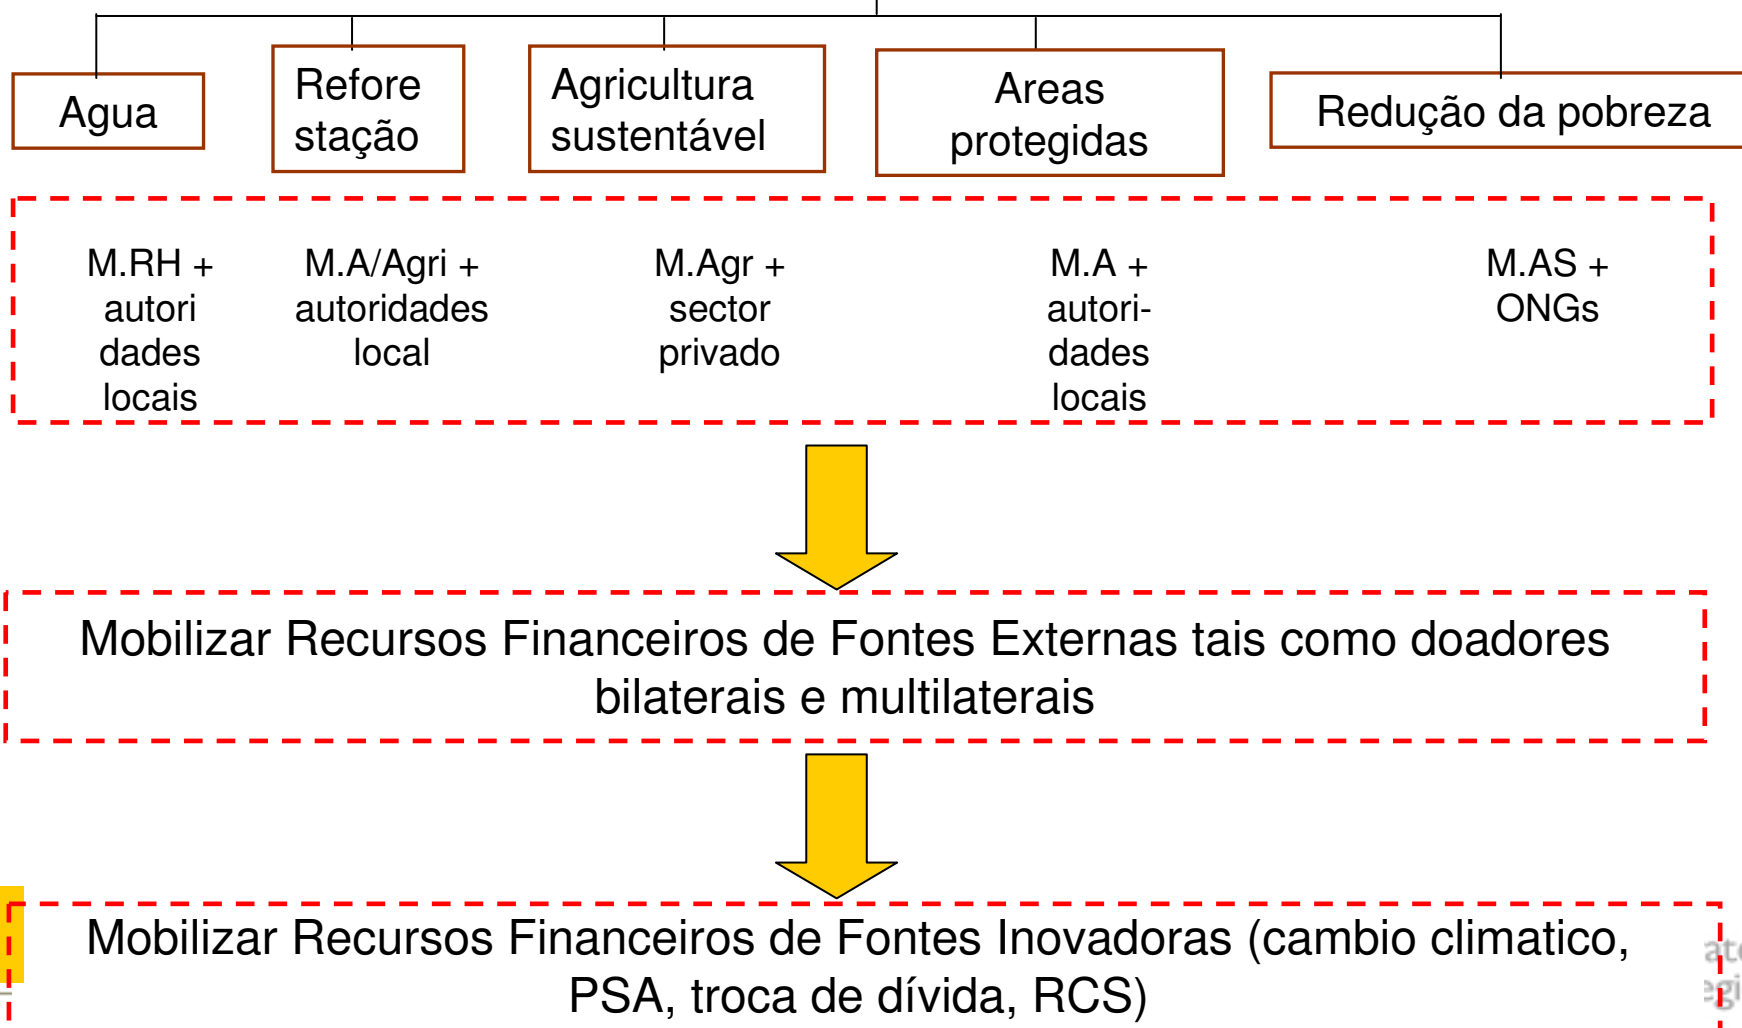 Agua
Refore
stação
Agricultura
sustentável
Areas
protegidas
Redução da pobreza
M.RH +
autori
dades
locais
M.A/Agri +
autoridades
local
M.Agr +
sector
privado
M.A +
autori-
dades
locais
M.AS +
ONGs
Mobilizar Recursos Financeiros de Fontes Externas tais como doadores
bilaterais e multilaterais
Mobilizar Recursos Financeiros de Fontes Inovadoras (cambio climatico,
PSA, troca de dívida, RCS)